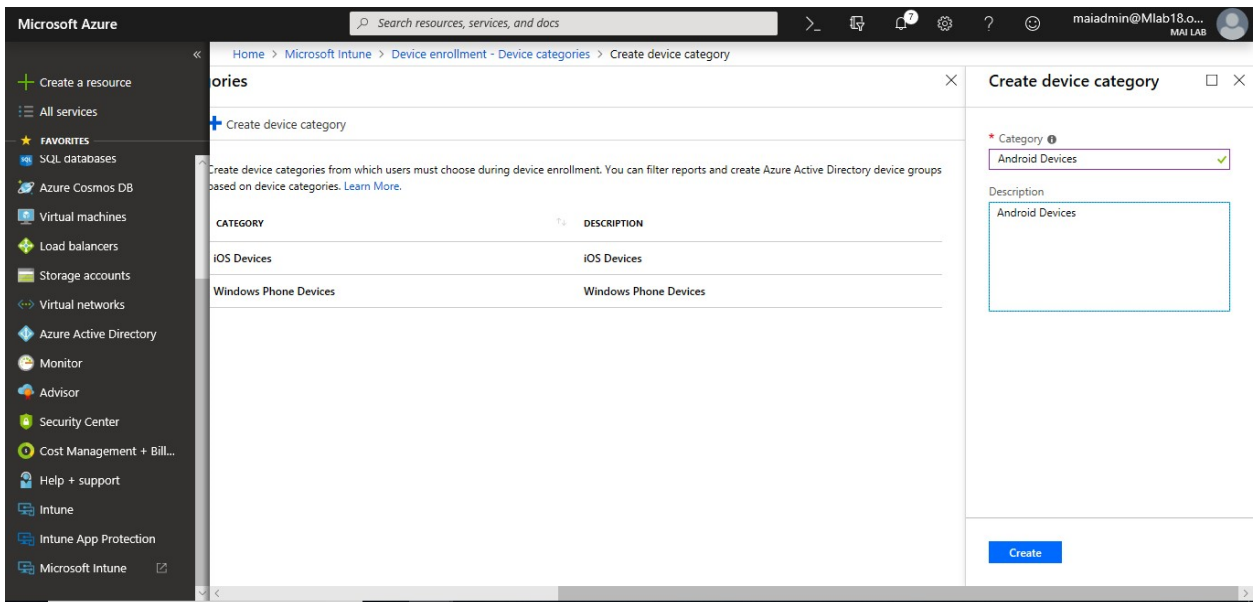 Microsoft Azure
Search resources, services, and docs
7
maiadmin@Mlab18.o...
MAI LAB
Home > Microsoft Intune > Device enrollment - Device categories > Create device category
Create a resource
All services
FAVORITES
SQL databases
Azure Cosmos DB
Virtual machines
Load balancers
Storage accounts
Virtual networks
Azure Active Directory
Monitor
Advisor
Security Center
Cost Management + Bill...
Help + support
Intune
Intune App Protection
Microsoft Intune
ories
Create device category
Create device categories from which users must choose during device enrollment. You can filter reports and create Azure Active Directory device groups
based on device categories. Learn More.
CATEGORY DESCRIPTION
iOS Devices iOS Devices
Windows Phone Devices Windows Phone Devices
Create device category
* Category
Android Devices
Description
Android Devices
Create